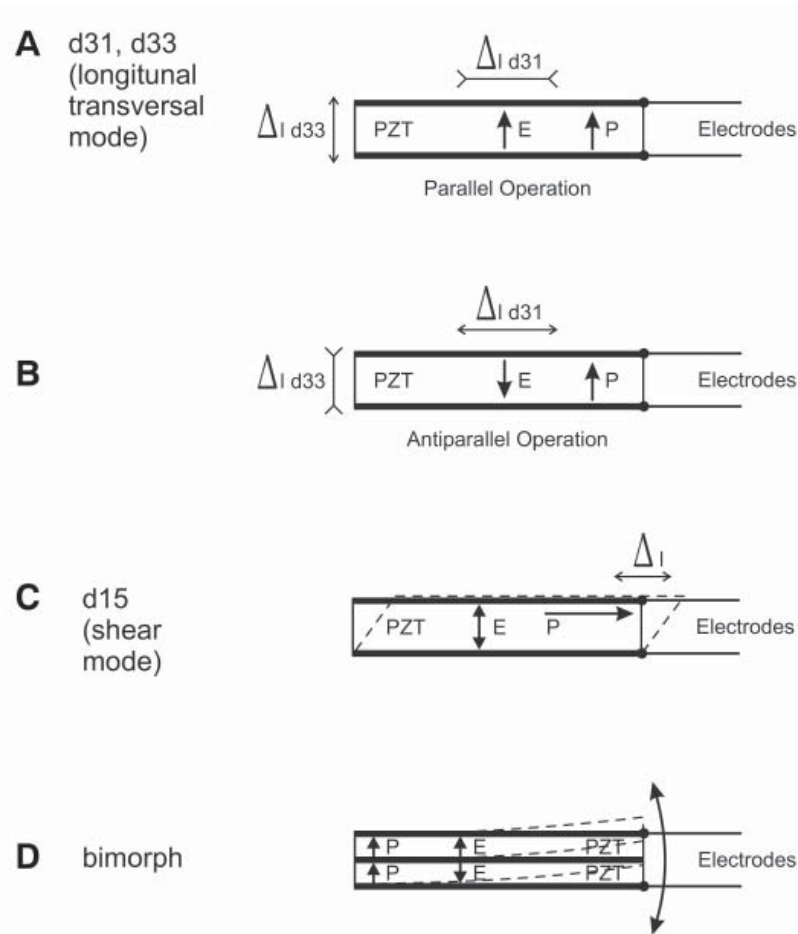 A
d31, d33
(longitunal
transversal
mode)
Δl d31
Δl d33
PZT
E
P
Electrodes
Parallel Operation
B
Δl d31
Δl d33
PZT
E
P
Electrodes
Antiparallel Operation
C
d15
(shear
mode)
Δl
PZT
E
P
Electrodes
D
bimorph
P
E
PZT
P
E
PZT
Electrodes